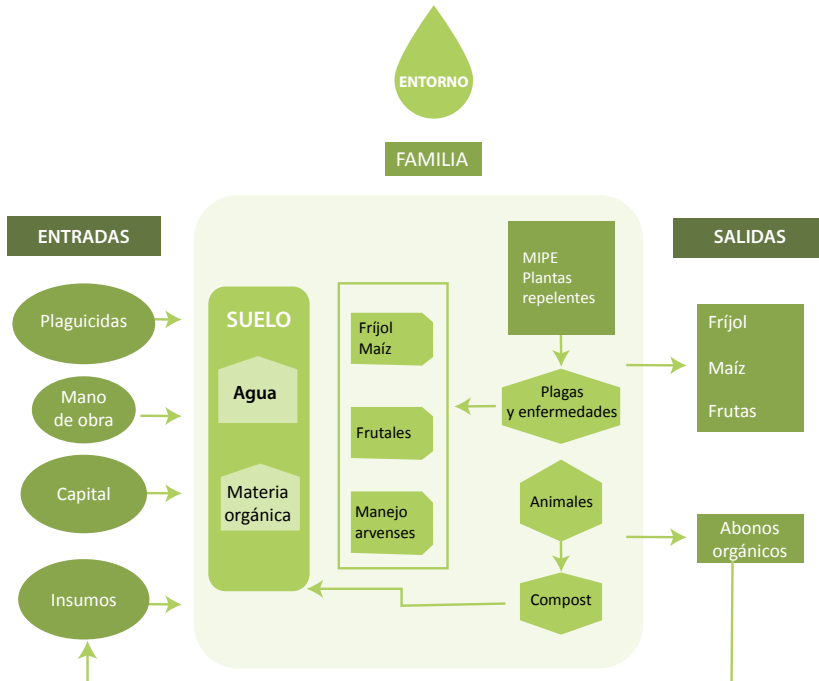 ENTORNO
FAMILIA
ENTRADAS
Plaguicidas
Mano
de obra
Capital
Insumos
SUELO
Agua
Materia
orgánica
Fríjol
Maíz
Frutales
Manejo
arvenses
MIPE
Plantas
repelentes
Plagas
y enfermedades
Animales
Compost
SALIDAS
Fríjol
Maíz
Frutas
Abonos
orgánicos